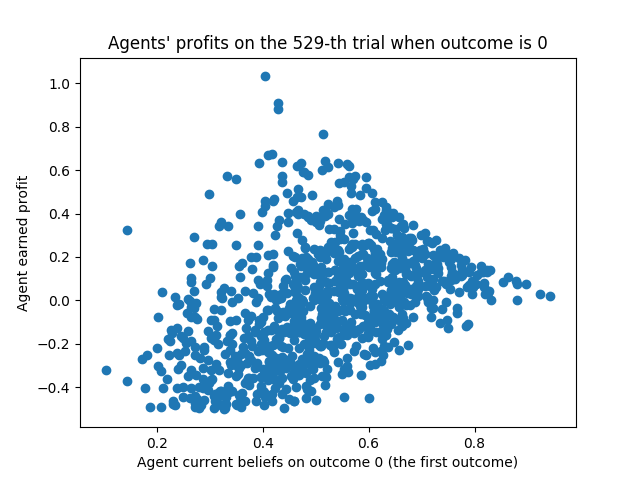 Agents' profits on the 529-th trial when outcome is 0
1.0
0.8
0.6
0.4
0.2
0.0
−0.2
−0.4
Agent earned profit
0.2 0.4 0.6 0.8
Agent current beliefs on outcome 0 (the first outcome)